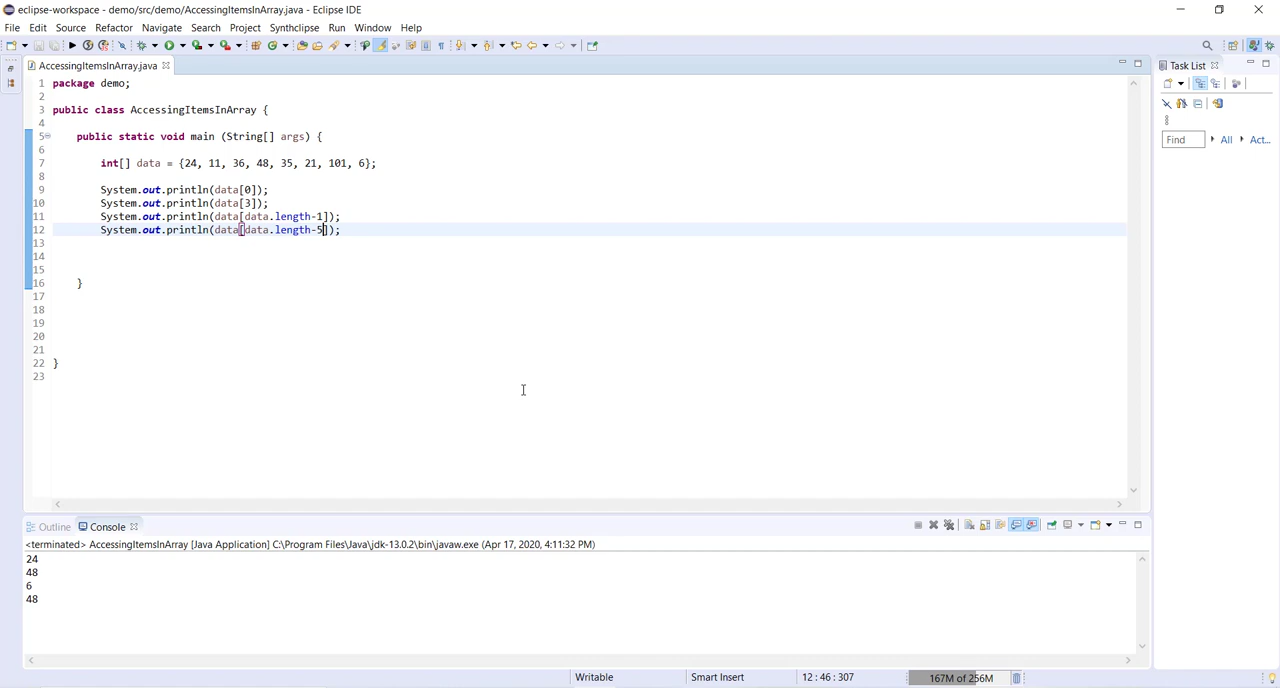 eclipse-workspace - demo/src/demo/AccessingItemsInArray.java - Eclipse IDE
File Edit Source Refactor Navigate Search Project Synthclipse Run Window Help
AccessingItemsInArray.java
Task List
1 package demo;
2
3 public class AccessingItemsInArray {
4
5 public static void main (String[] args) {
6
7 int[] data = {24, 11, 36, 48, 35, 21, 101, 6};
8
9 System.out.println(data[0]);
10 System.out.println(data[3]);
11 System.out.println(data[data.length-1]);
12 System.out.println(data[data.length-5]);
13
14
15
16 }
17
18
19
20
21
22 }
23
Find All Act...
Outline Console
<terminated> AccessingItemsInArray [Java Application] C:\Program Files\Java\jdk-13.0.2\bin\javaw.exe (Apr 17, 2020, 4:11:32 PM)
24
48
6
48
Writable Smart Insert 12 : 46 : 307 167M of 256M